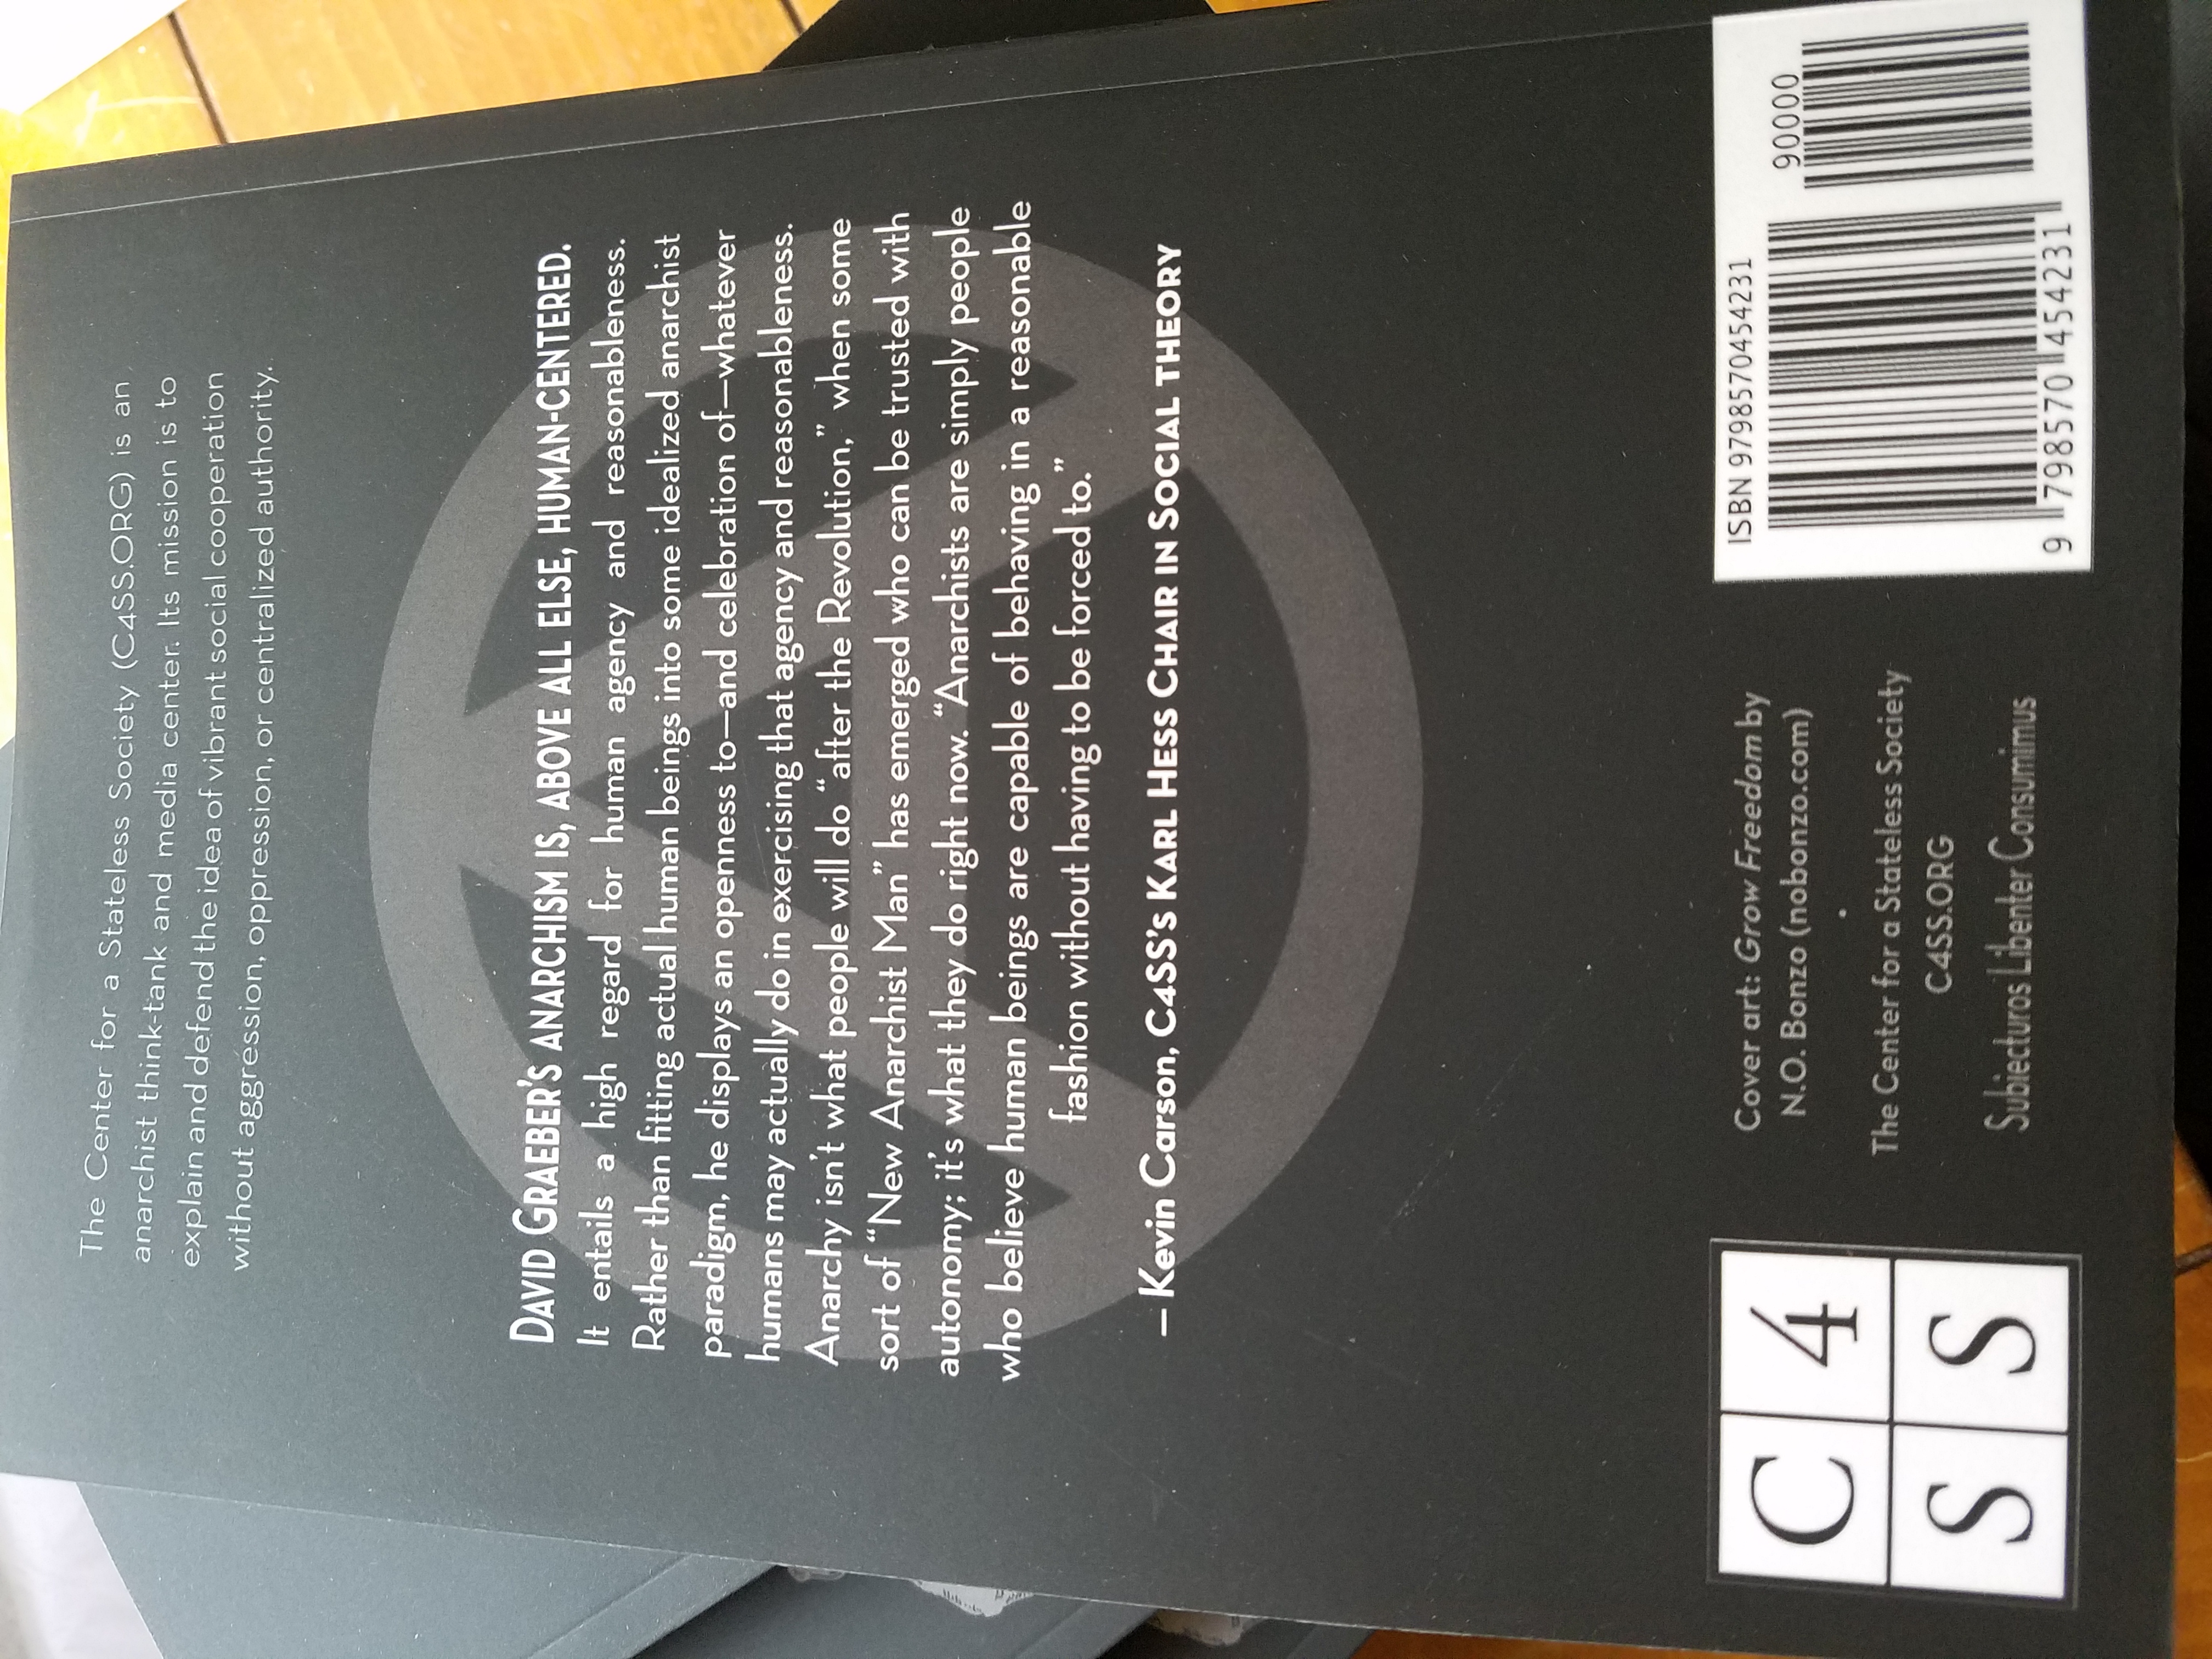 The Center for a Stateless Society (C4SS.ORG) is an
anarchist think-tank and media center. Its mission is to
explain and defend the idea of vibrant social cooperation
without aggression, oppression, or centralized authority.
DAVID GRAEBER'S ANARCHISM IS, ABOVE ALL ELSE, HUMAN-CENTERED.
It entails a high regard for human agency and reasonableness.
Rather than fitting actual human beings into some idealized anarchist
paradigm, he displays an openness to—and celebration of—whatever
humans may actually do in exercising that agency and reasonableness.
Anarchy isn't what people will do “after the Revolution,” when some
sort of “New Anarchist Man” has emerged who can be trusted with
autonomy; it's what they do right now. “Anarchists are simply people
who believe human beings are capable of behaving in a reasonable
fashion without having to be forced to.”
— Kevin Carson, C4SS's Karl Hess Chair in Social Theory
C 4
S S
Cover art: Grow Freedom by
N.O. Bonzo (nobonzo.com)
•
The Center for a Stateless Society
C4SS.ORG
Subiecturos Libenter Consumimus
ISBN 9798570454231
90000
9 798570 454231